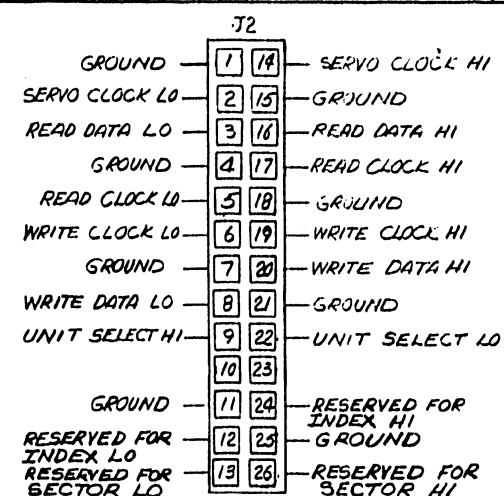 J2
GROUND 1 14 SERVO CLOCK HI
SERVO CLOCK LO 2 15 GROUND
READ DATA LO 3 16 READ DATA HI
GROUND 4 17 READ CLOCK HI
READ CLOCK LO 5 18 GROUND
WRITE CLOCK LO 6 19 WRITE CLOCK HI
GROUND 7 20 WRITE DATA HI
WRITE DATA LO 8 21 GROUND
UNIT SELECT HI 9 22 UNIT SELECT LO
10 23
GROUND 11 24 RESERVED FOR
INDEX HI
RESERVED FOR 12 25 GROUND
INDEX LO
RESERVED FOR 13 26 RESERVED FOR
SECTOR LO SECTOR HI